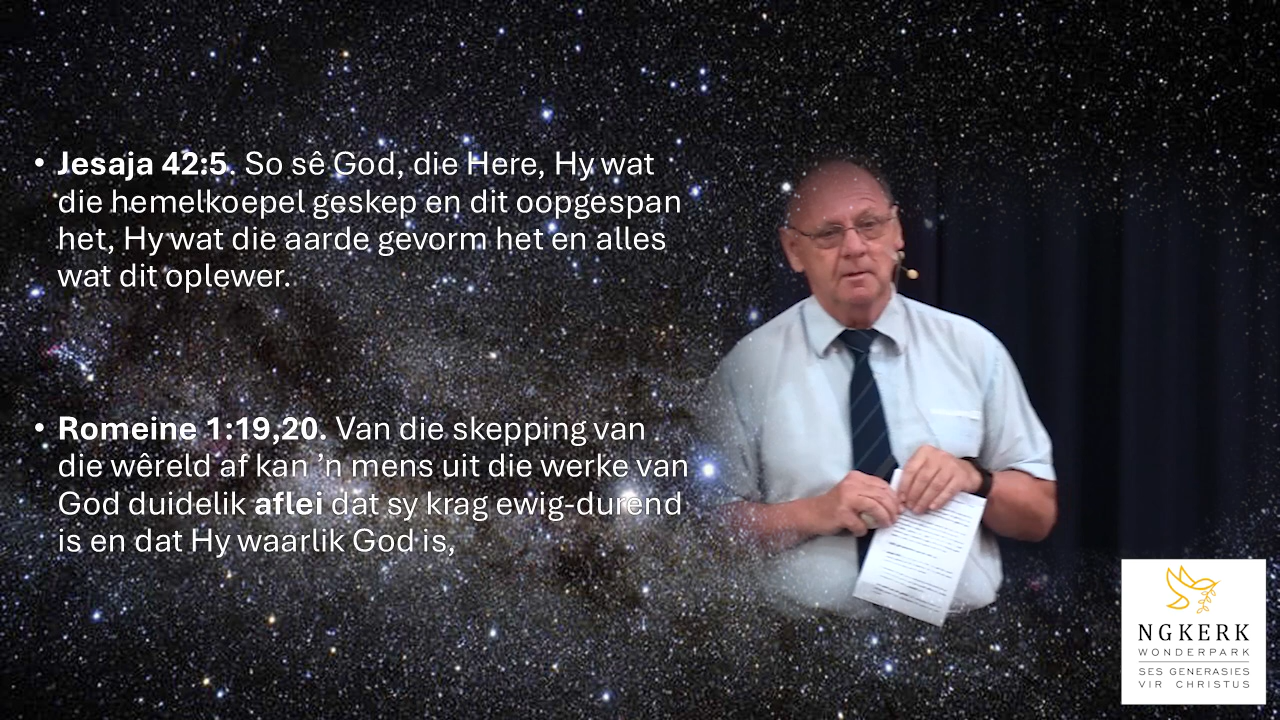 • Jesaja 42:5. So sê God, die Here, Hy wat
die hemelkoepel geskep en dit oopgespan
het, Hy wat die aarde gevorm het en alles
wat dit oplewer.
• Romeine 1:19,20. Van die skepping van
die wêreld af kan ’n mens uit die werke van
God duidelik aflei dat sy krag ewig-durend
is en dat Hy waarlik God is,
NGKERK
WONDERPARK
SES GENERASIES
VIR CHRISTUS